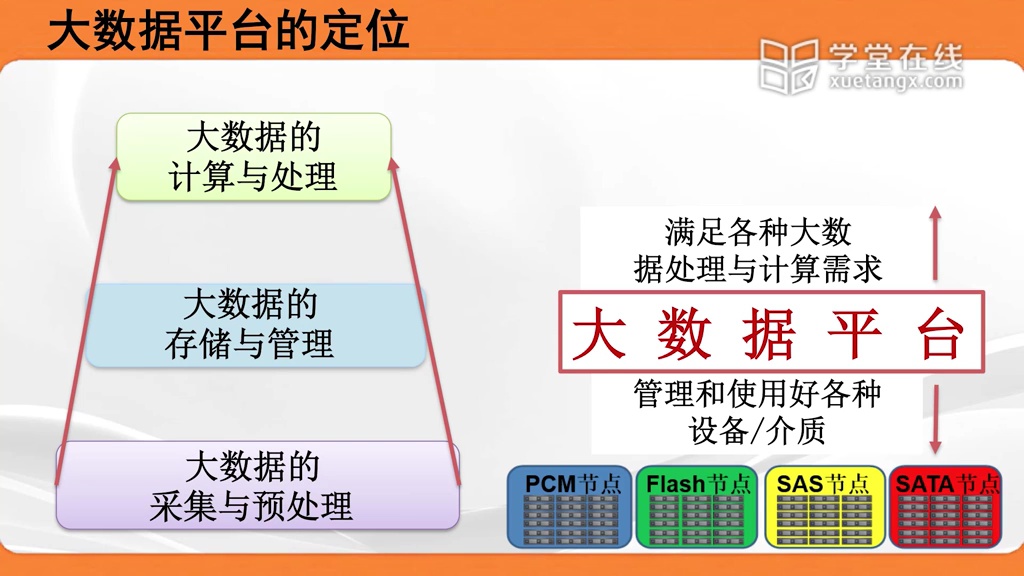 大数据平台的定位
学堂在线
xuetangx.com
大数据的
计算与处理
大数据的
存储与管理
大数据的
采集与预处理
满足各种大数
据处理与计算需求
大数据平台
管理和使用好各种
设备/介质
PCM节点
Flash节点
SAS节点
SATA节点